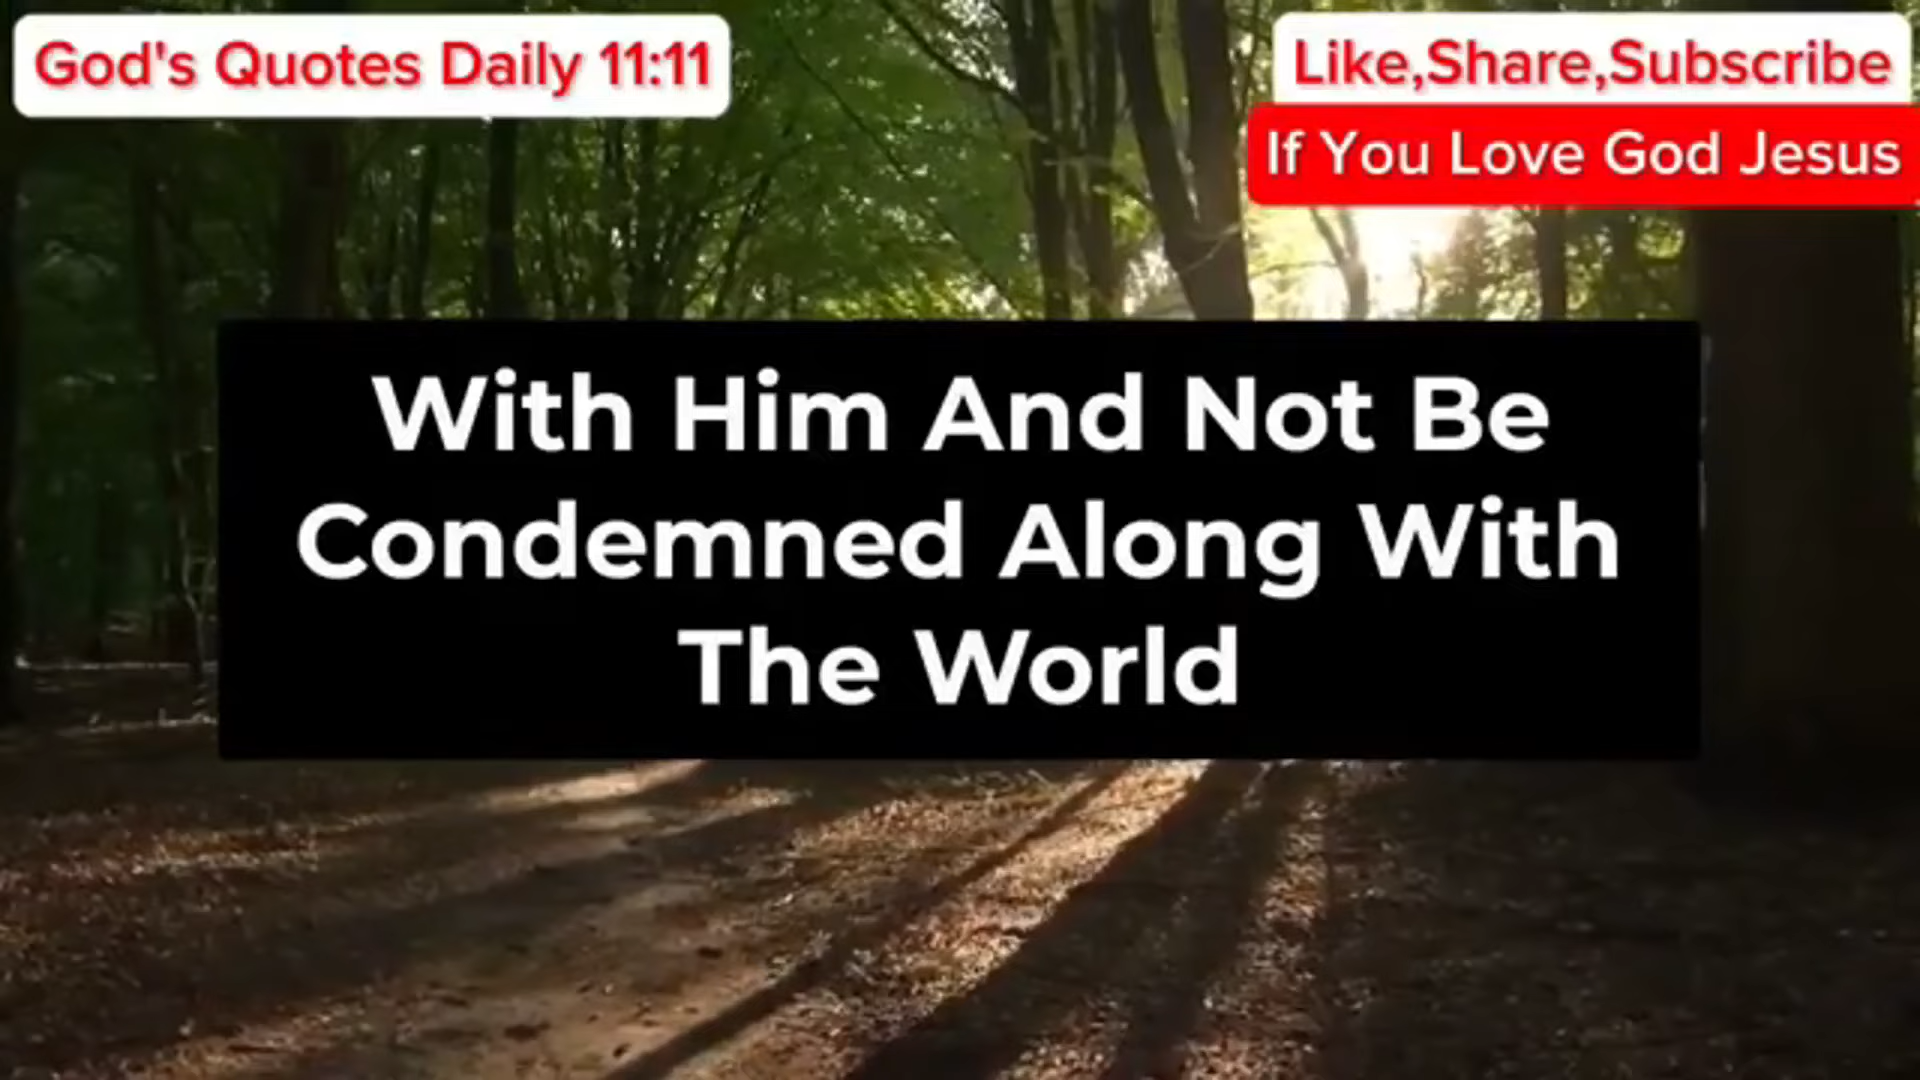 God's Quotes Daily 11:11
Like,Share,Subscribe
If You Love God Jesus
With Him And Not Be
Condemned Along With
The World